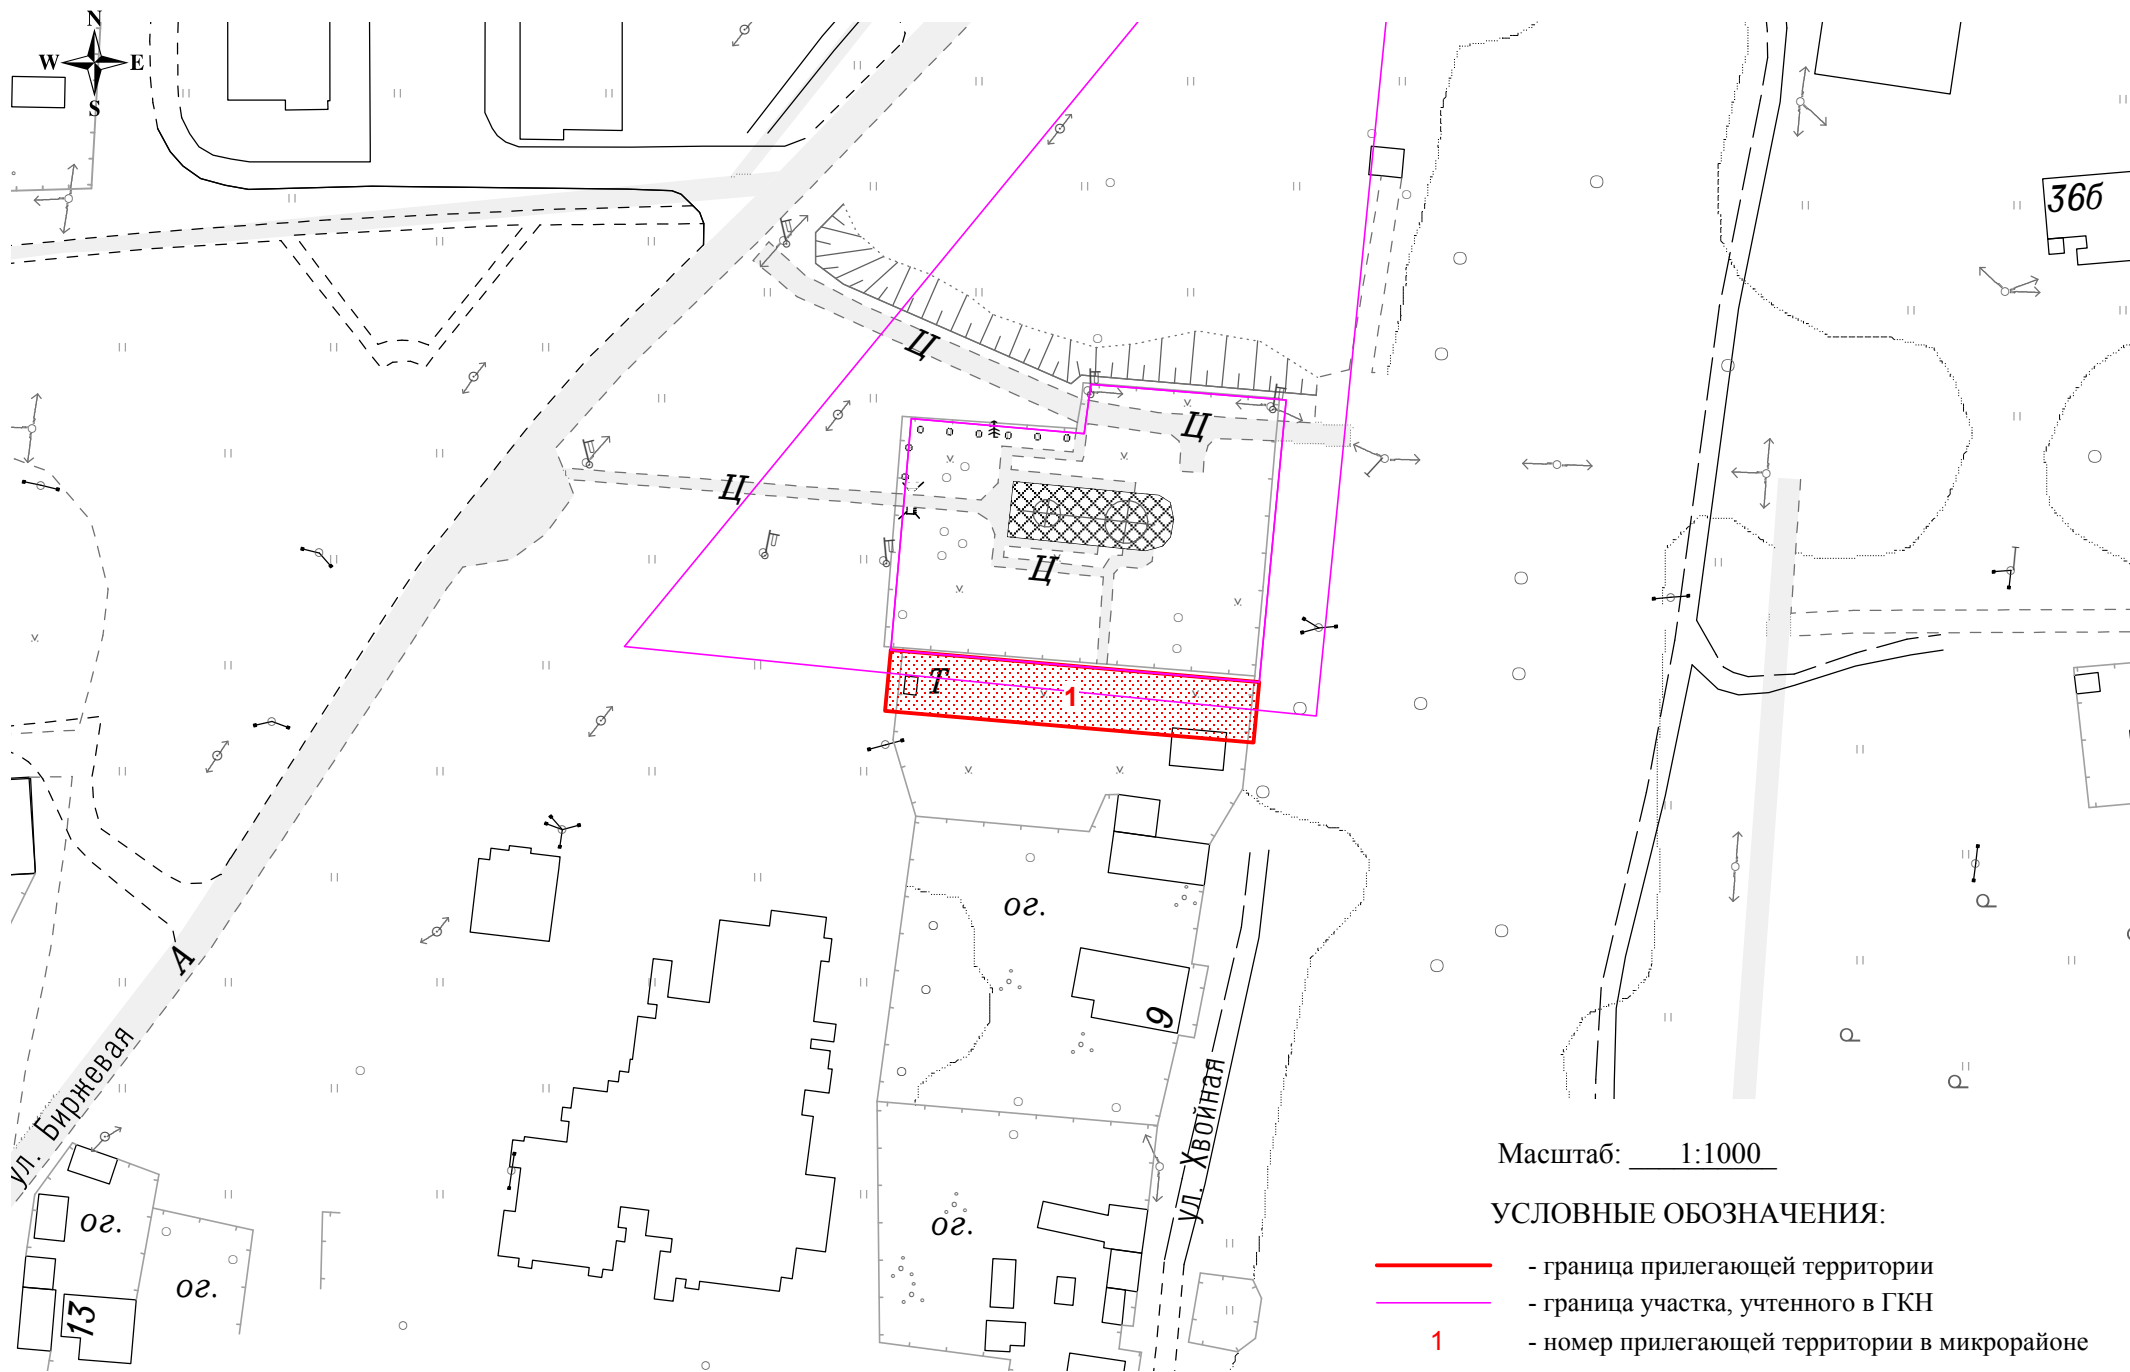 N
W E
S
36б
Ц
Ц
Ц
Ц
Т
1
А
ул. Биржевая
ог.
9
ул. Хвойная
ог.
ог.
ог.
13
Р
Р
Р
Масштаб: 1:1000
УСЛОВНЫЕ ОБОЗНАЧЕНИЯ:
- граница прилегающей территории
- граница участка, учтенного в ГКН
1 - номер прилегающей территории в микрорайоне